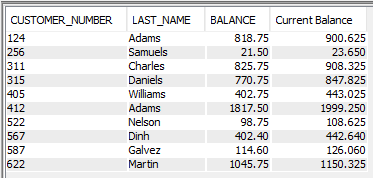 CUSTOMER_NUMBER LAST_NAME BALANCE Current Balance
124 Adams 818.75 900.625
256 Samuels 21.50 23.650
311 Charles 825.75 908.325
315 Daniels 770.75 847.825
405 Williams 402.75 443.025
412 Adams 1817.50 1999.250
522 Nelson 98.75 108.625
567 Dinh 402.40 442.640
587 Galvez 114.60 126.060
622 Martin 1045.75 1150.325